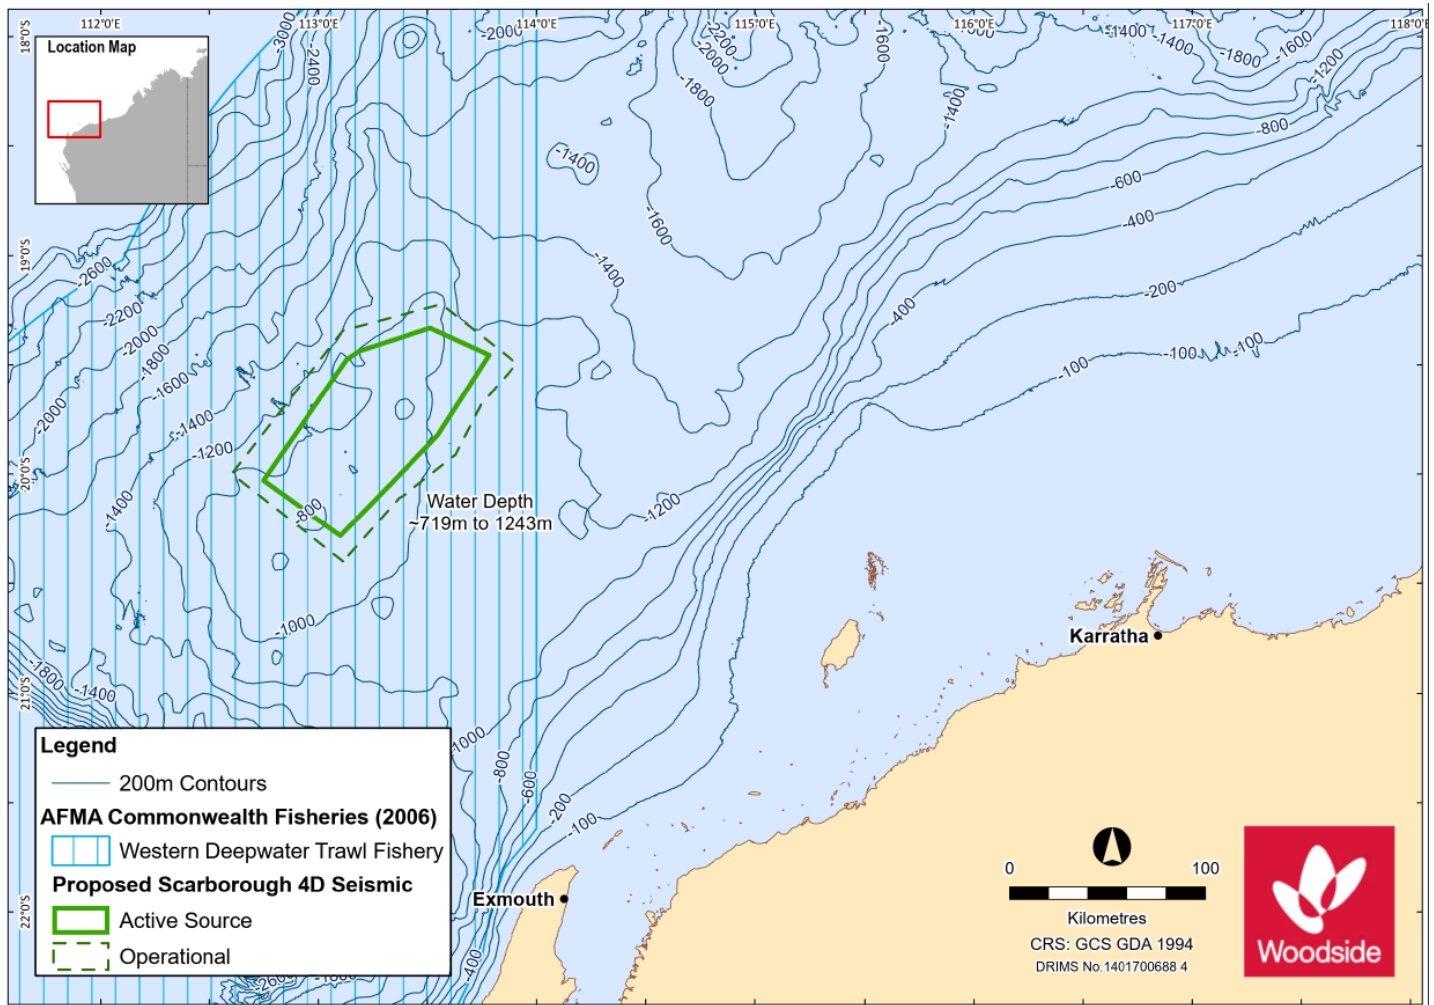 112°0'E
113°0'E
114°0'E
115°0'E
116°0'E
117°0'E
118°0'E
18°0'S
19°0'S
20°0'S
21°0'S
22°0'S
Location Map
-3000
-2400
-2000
-2200
-2000
-1800
-1600
-1400
-1400
-1400
-1800
-1600
-1200
-800
-600
-400
-1400
-1600
-1400
-400
-200
-100
-100
-100
-2600
-2200
-2000
-1800
-1600
-2000
-1400
-1200
-1400
-800
-1200
-1000
-1800
-1400
-1000
-800
-600
-200
-100
-400
-2600
Water Depth
~719m to 1243m
Karratha
Exmouth
Legend
200m Contours
AFMA Commonwealth Fisheries (2006)
Western Deepwater Trawl Fishery
Proposed Scarborough 4D Seismic
Active Source
Operational
0 100
Kilometres
CRS: GCS GDA 1994
DRIMS No.1401700688 4
Woodside